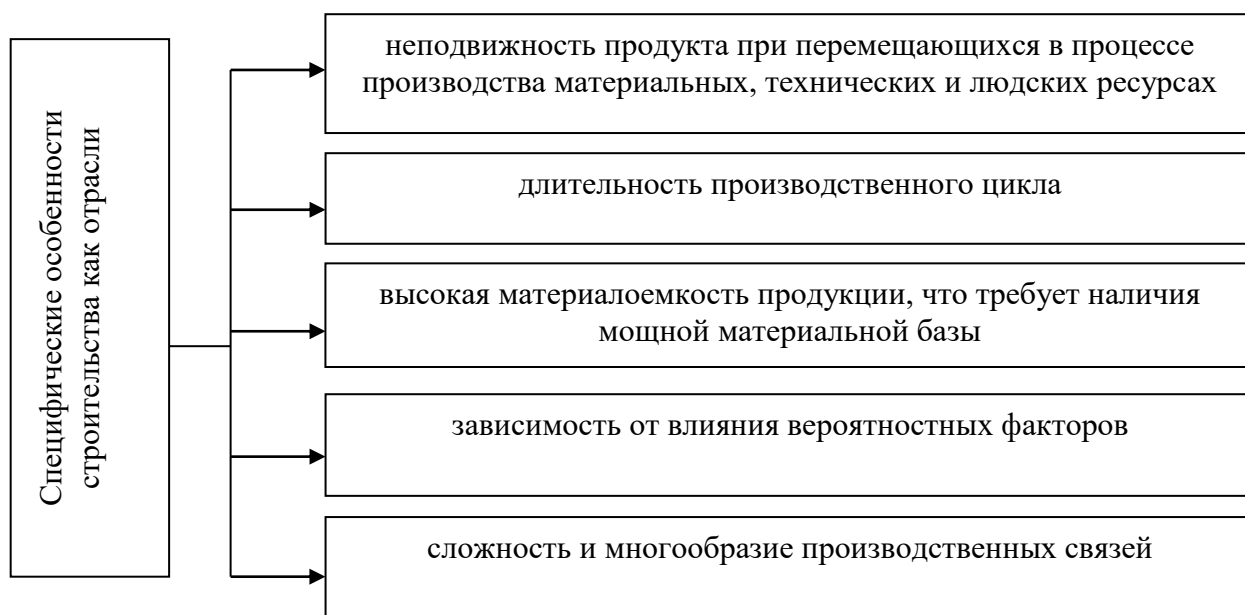 Специфические особенности
строительства как отрасли
неподвижность продукта при перемещающихся в процессе
производства материальных, технических и людских ресурсах
длительность производственного цикла
высокая материалоемкость продукции, что требует наличия
мощной материальной базы
зависимость от влияния вероятностных факторов
сложность и многообразие производственных связей